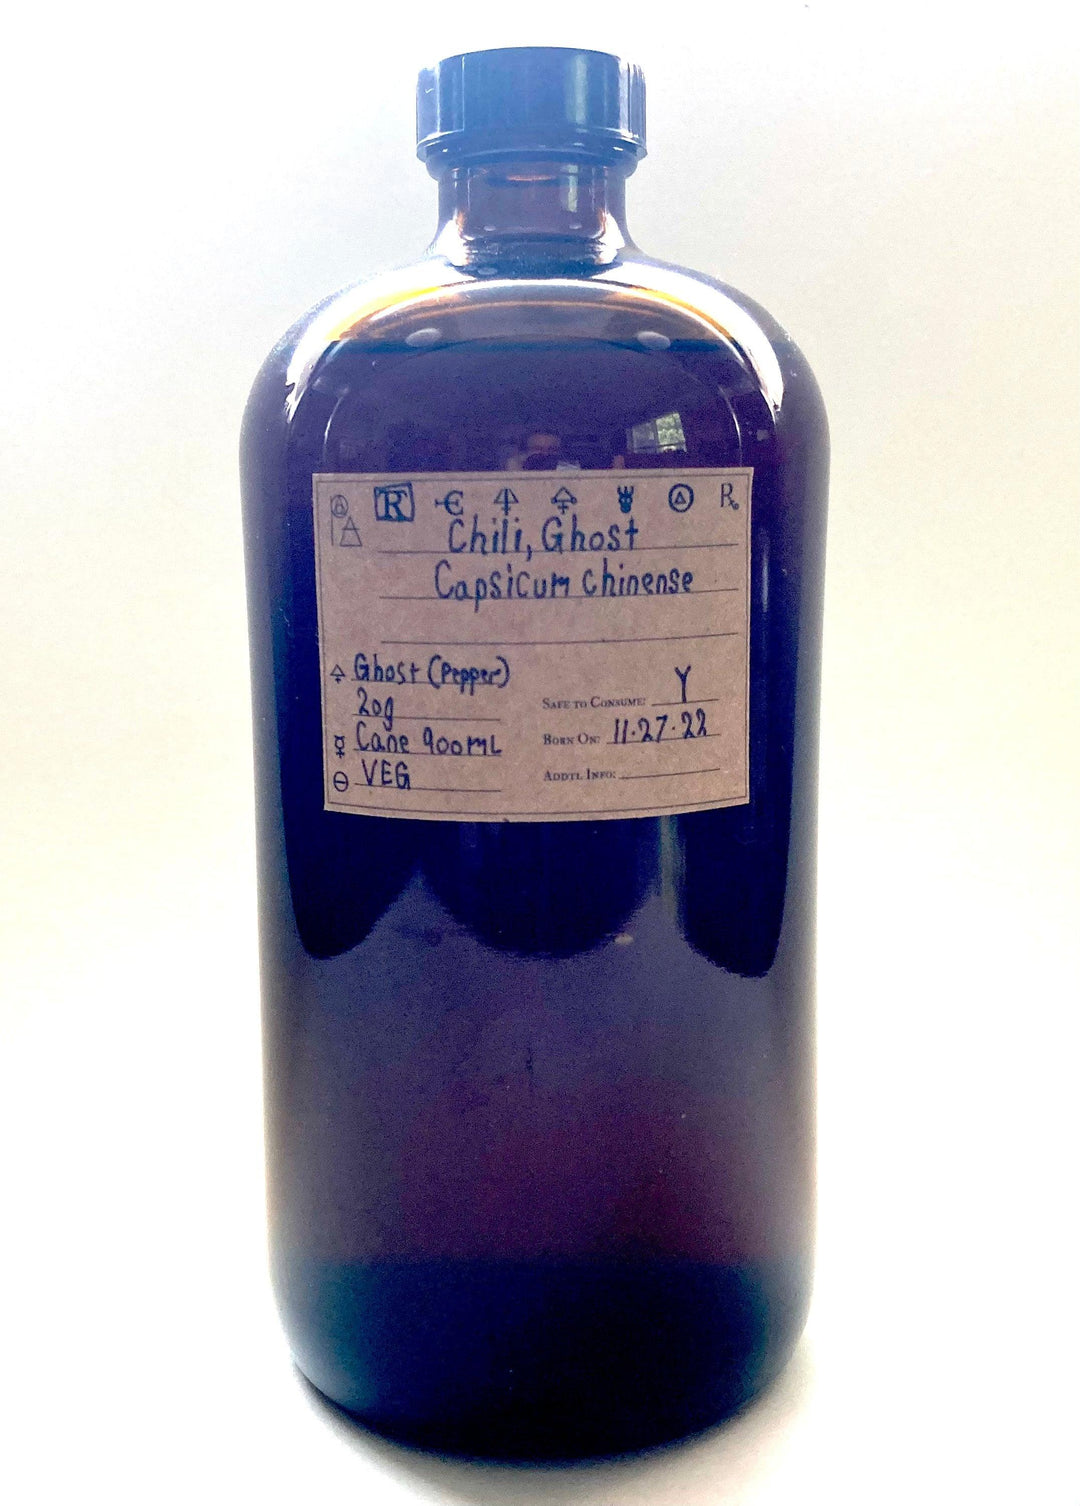 R
℞
Chili, Ghost
Capsicum chinense
Ghost (Pepper)
20g
Cane 900mL
VEG
SAFE TO CONSUME: Y
BORN ON: 11·27·22
ADDTL INFO: